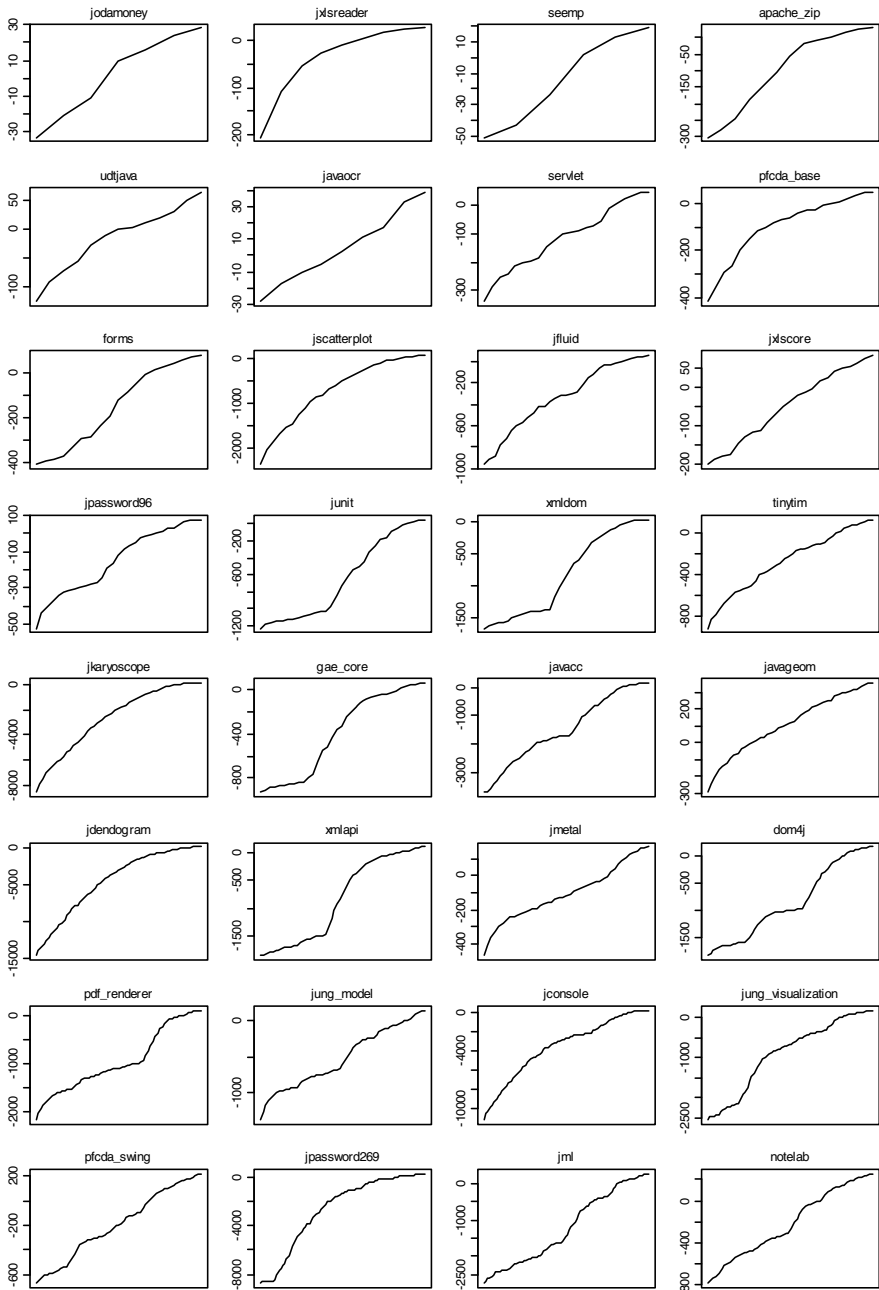 jodamoney jxlsreader seemp apache_zip
30 10 -10 -30
0 -100 -200
10 -10 -30 -50
-50 -150 -300
udtjava javaocr servlet pfcda_base
50 0 -100
30 10 -10 -30
0 -100 -300
0 -200 -400
forms jscatterplot jfluid jxlscore
0 -200 -400
0 -1000 -2000
-200 -600 -1000
50 0 -100 -200
jpassword96 junit xmldom tinytim
100 -100 -300 -500
-200 -600 -1200
0 -500 -1500
0 -400 -800
jkaryoscope gae_core javacc javageom
0 -4000 -8000
0 -400 -800
0 -1000 -3000
200 0 -300
jdendogram xmlapi jmetal dom4j
0 -5000 -15000
0 -500 -1500
0 -200 -400
0 -500 -1500
pdf_renderer jung_model jconsole jung_visualization
0 -1000 -2000
0 -1000
0 -4000 -10000
0 -1000 -2500
pfcda_swing jpassword269 jml notelab
200 -200 -600
0 -4000 -8000
0 -1000 -2500
0 -400 -800